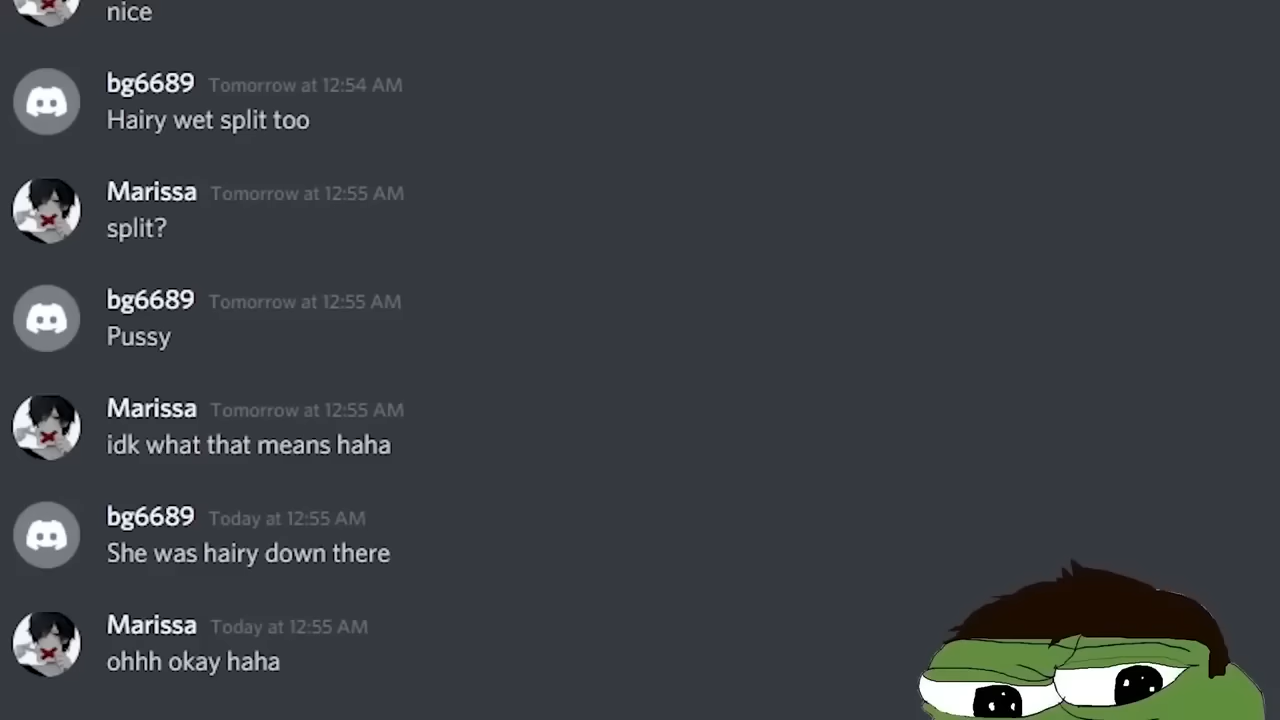 nice
bg6689 Tomorrow at 12:54 AM
Hairy wet split too
Marissa Tomorrow at 12:55 AM
split?
bg6689 Tomorrow at 12:55 AM
Pussy
Marissa Tomorrow at 12:55 AM
idk what that means haha
bg6689 Today at 12:55 AM
She was hairy down there
Marissa Today at 12:55 AM
ohhh okay haha